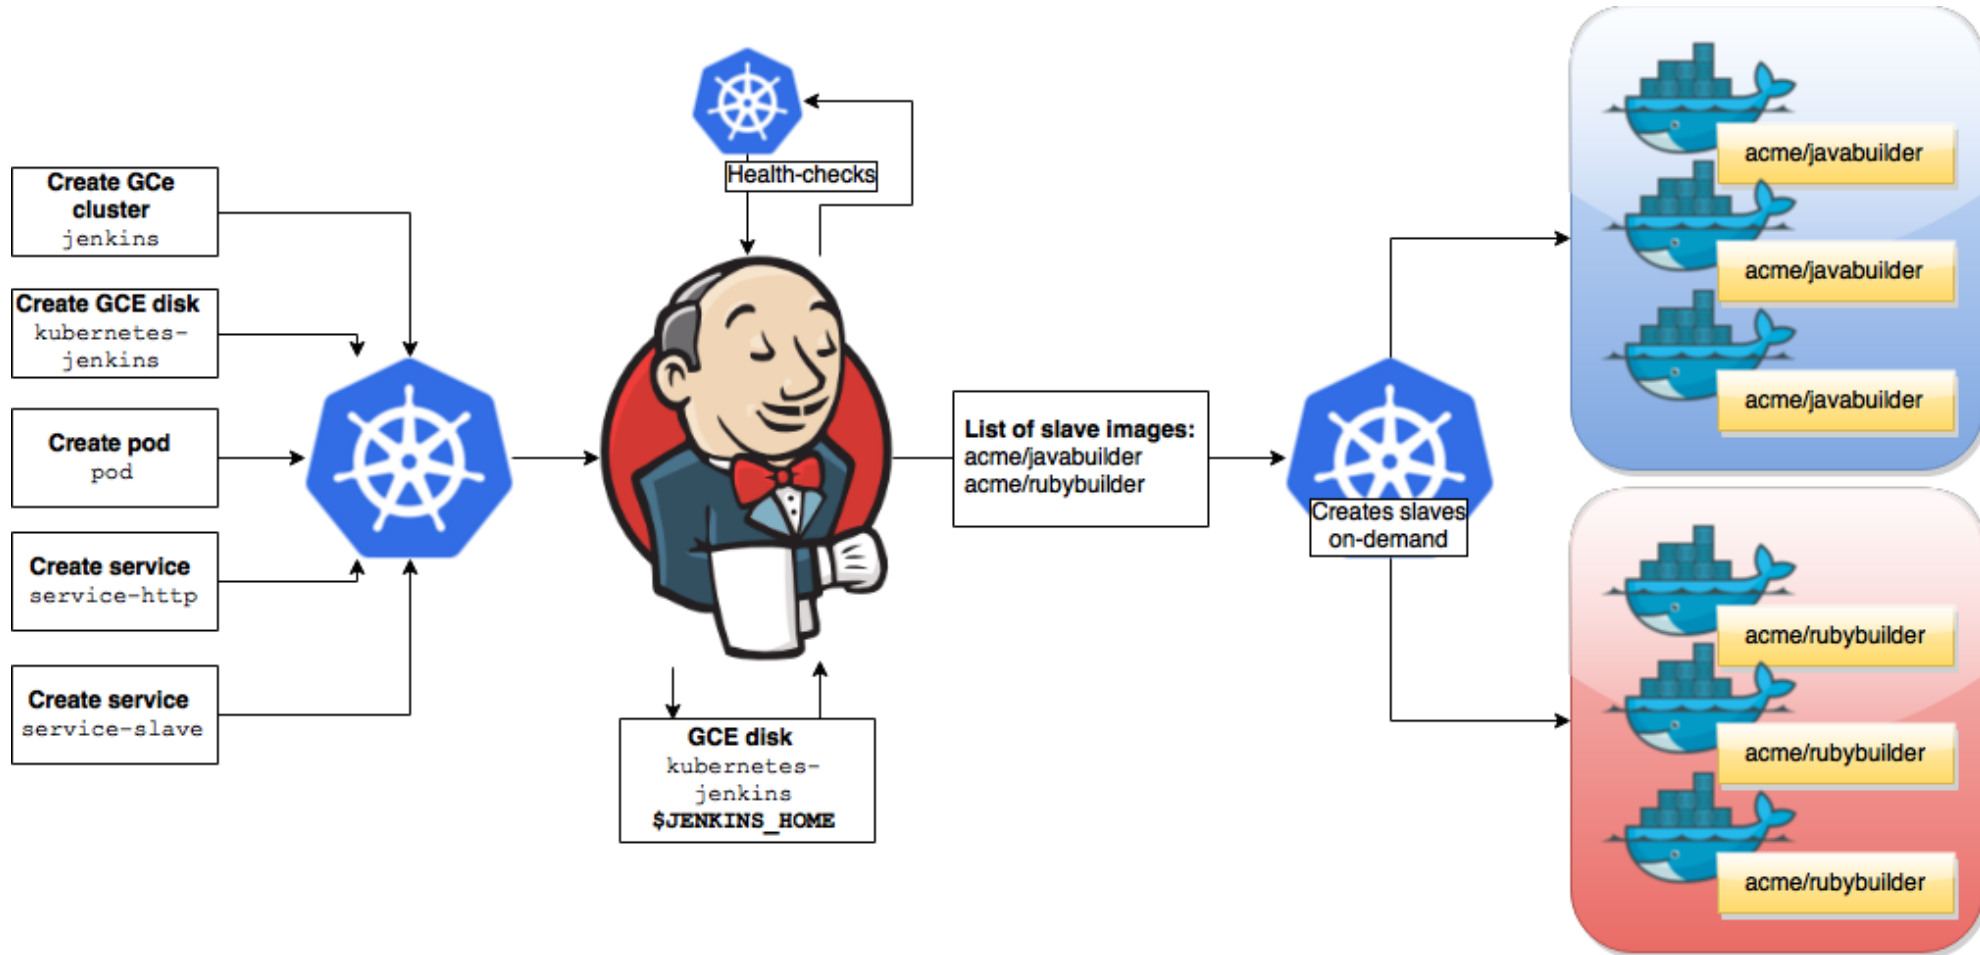 Create GCe
cluster
jenkins
Create GCE disk
kubernetes-
jenkins
Create pod
pod
Create service
service-http
Create service
service-slave
Health-checks
GCE disk
kubernetes-
jenkins
$JENKINS_HOME
List of slave images:
acme/javabuilder
acme/rubybuilder
Creates slaves
on-demand
acme/javabuilder
acme/javabuilder
acme/javabuilder
acme/rubybuilder
acme/rubybuilder
acme/rubybuilder